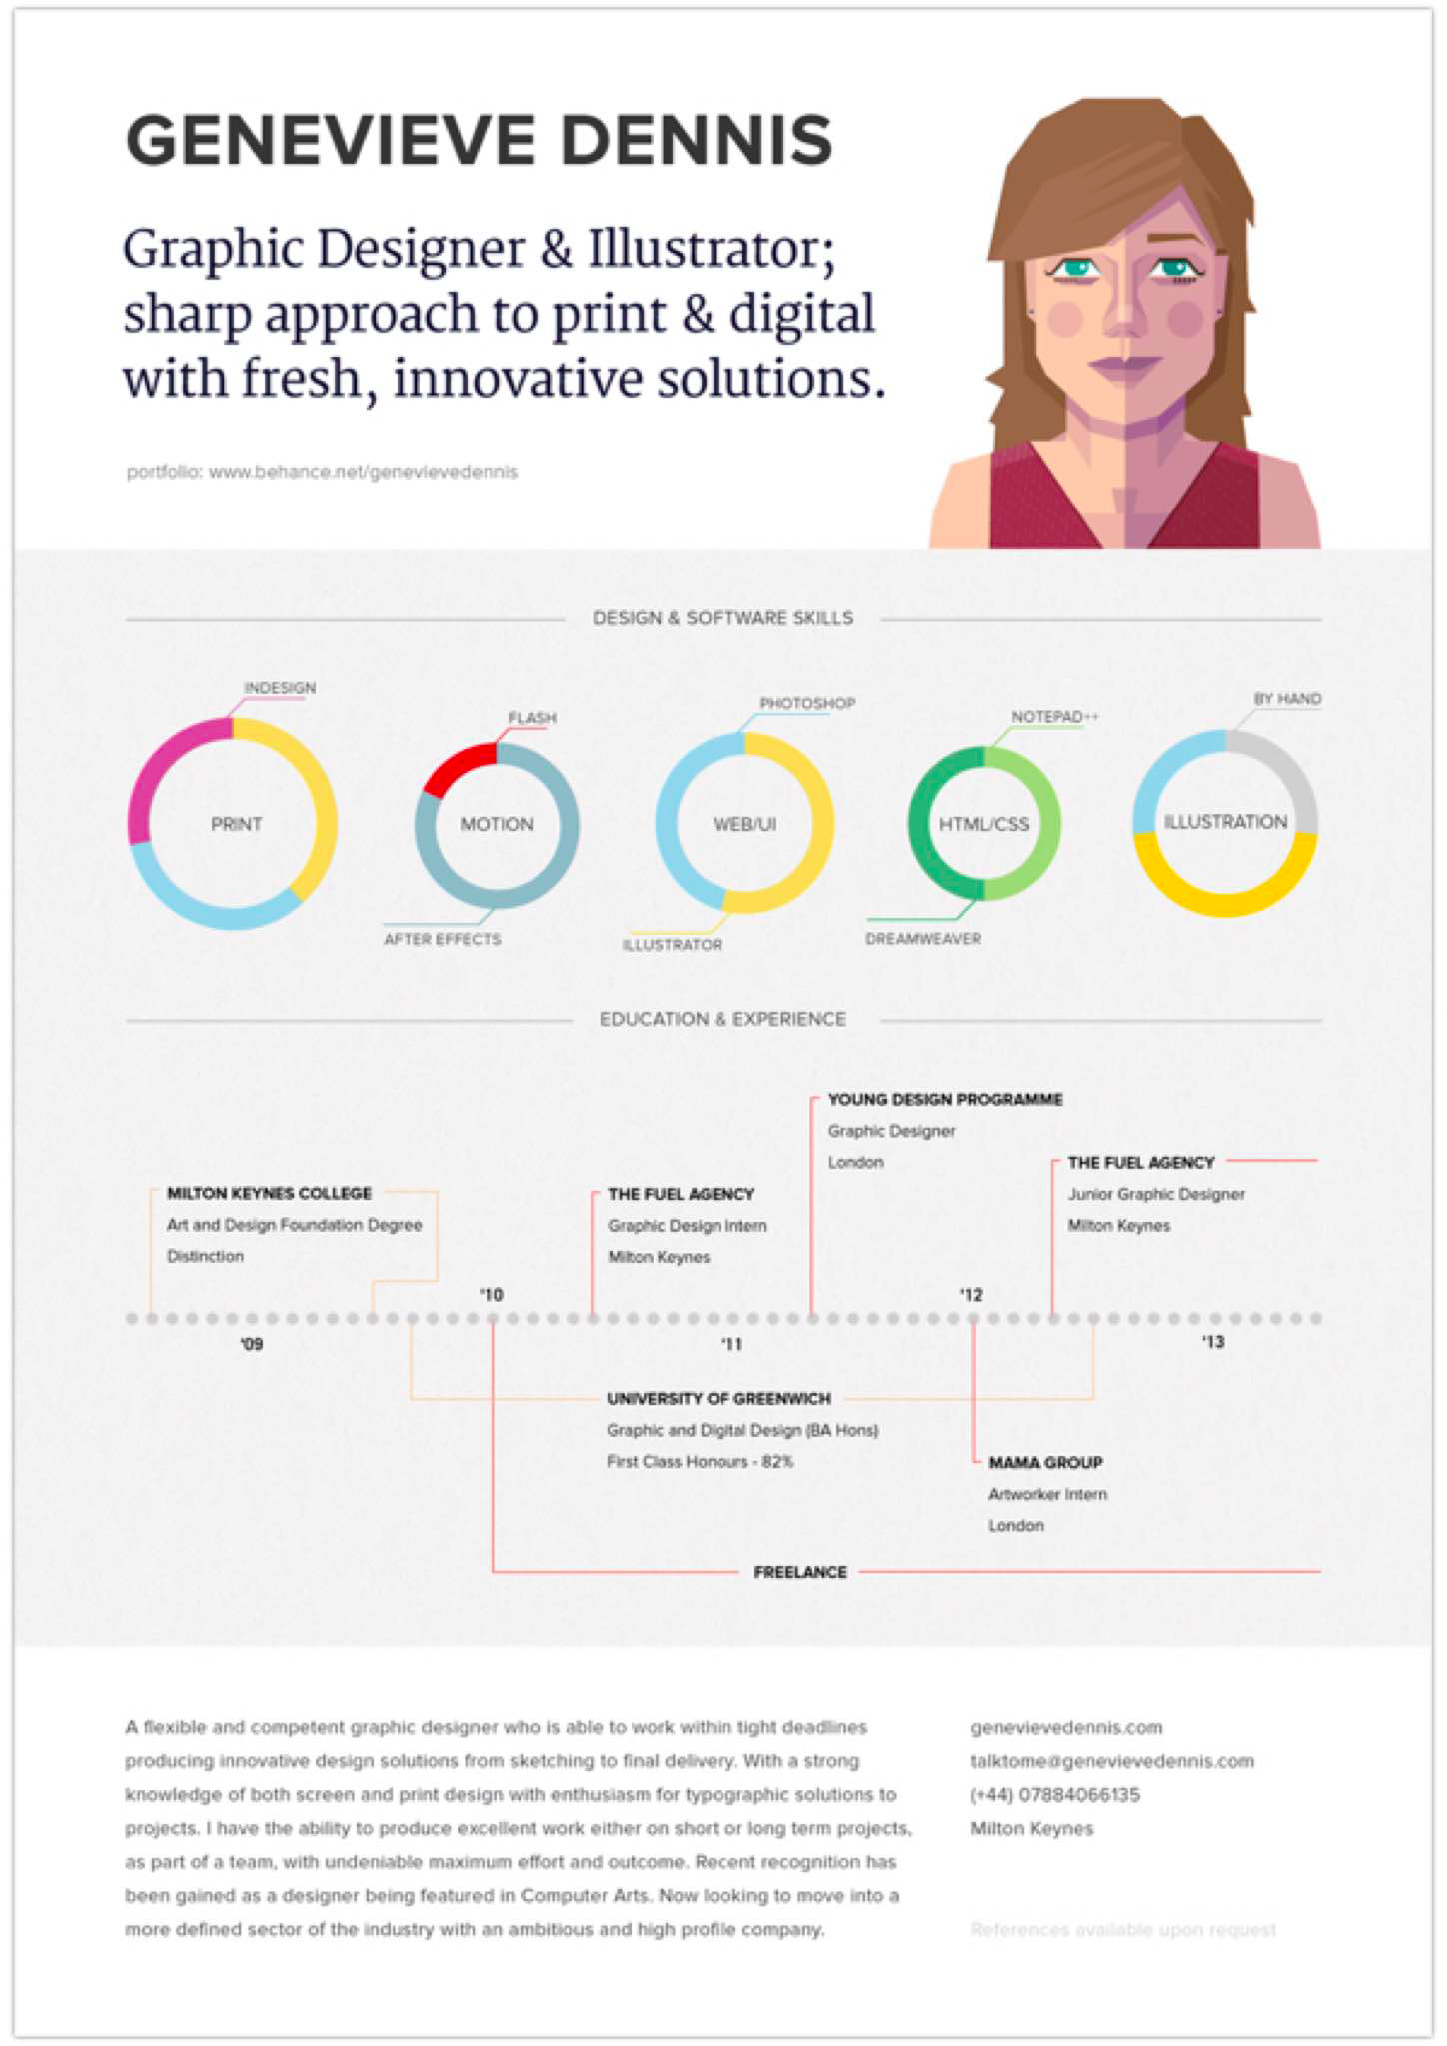 GENEVIEVE DENNIS
Graphic Designer & Illustrator;
sharp approach to print & digital
with fresh, innovative solutions.
portfolio: www.behance.net/genevievedennis
DESIGN & SOFTWARE SKILLS
INDESIGN
FLASH
PHOTOSHOP
NOTEPAD++
BY HAND
PRINT
MOTION
WEB/UI
HTML/CSS
ILLUSTRATION
AFTER EFFECTS
ILLUSTRATOR
DREAMWEAVER
EDUCATION & EXPERIENCE
YOUNG DESIGN PROGRAMME
Graphic Designer
London
THE FUEL AGENCY
Junior Graphic Designer
Milton Keynes
MILTON KEYNES COLLEGE
Art and Design Foundation Degree
Distinction
THE FUEL AGENCY
Graphic Design Intern
Milton Keynes
'10
'12
'09
'11
'13
UNIVERSITY OF GREENWICH
Graphic and Digital Design (BA Hons)
First Class Honours - 82%
MAMA GROUP
Artworker Intern
London
FREELANCE
A flexible and competent graphic designer who is able to work within tight deadlines
producing innovative design solutions from sketching to final delivery. With a strong
knowledge of both screen and print design with enthusiasm for typographic solutions to
projects. I have the ability to produce excellent work either on short or long term projects,
as part of a team, with undeniable maximum effort and outcome. Recent recognition has
been gained as a designer being featured in Computer Arts. Now looking to move into a
more defined sector of the industry with an ambitious and high profile company.
genevievedennis.com
talktome@genevievedennis.com
(+44) 07884066135
Milton Keynes
References available upon request